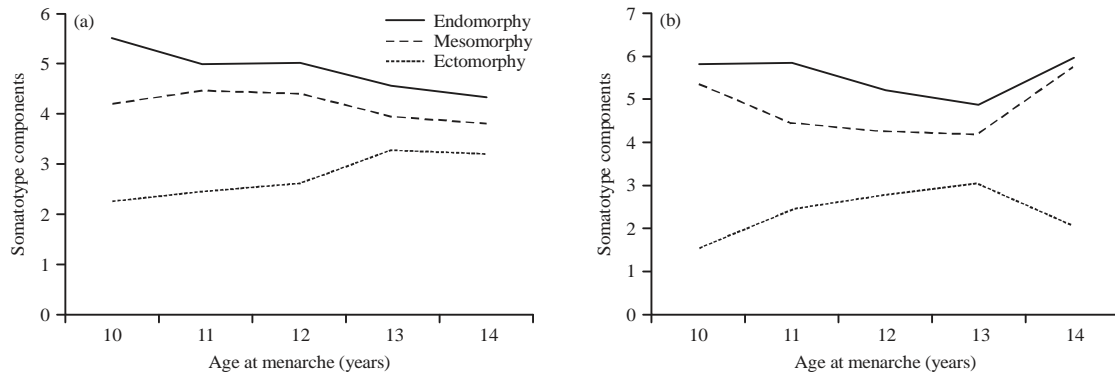 (a)
Endomorphy
Mesomorphy
Ectomorphy
6
5
4
3
2
1
0
Somatotype components
10 11 12 13 14
Age at menarche (years)
(b)
7
6
5
4
3
2
1
0
Somatotype components
10 11 12 13 14
Age at menarche (years)